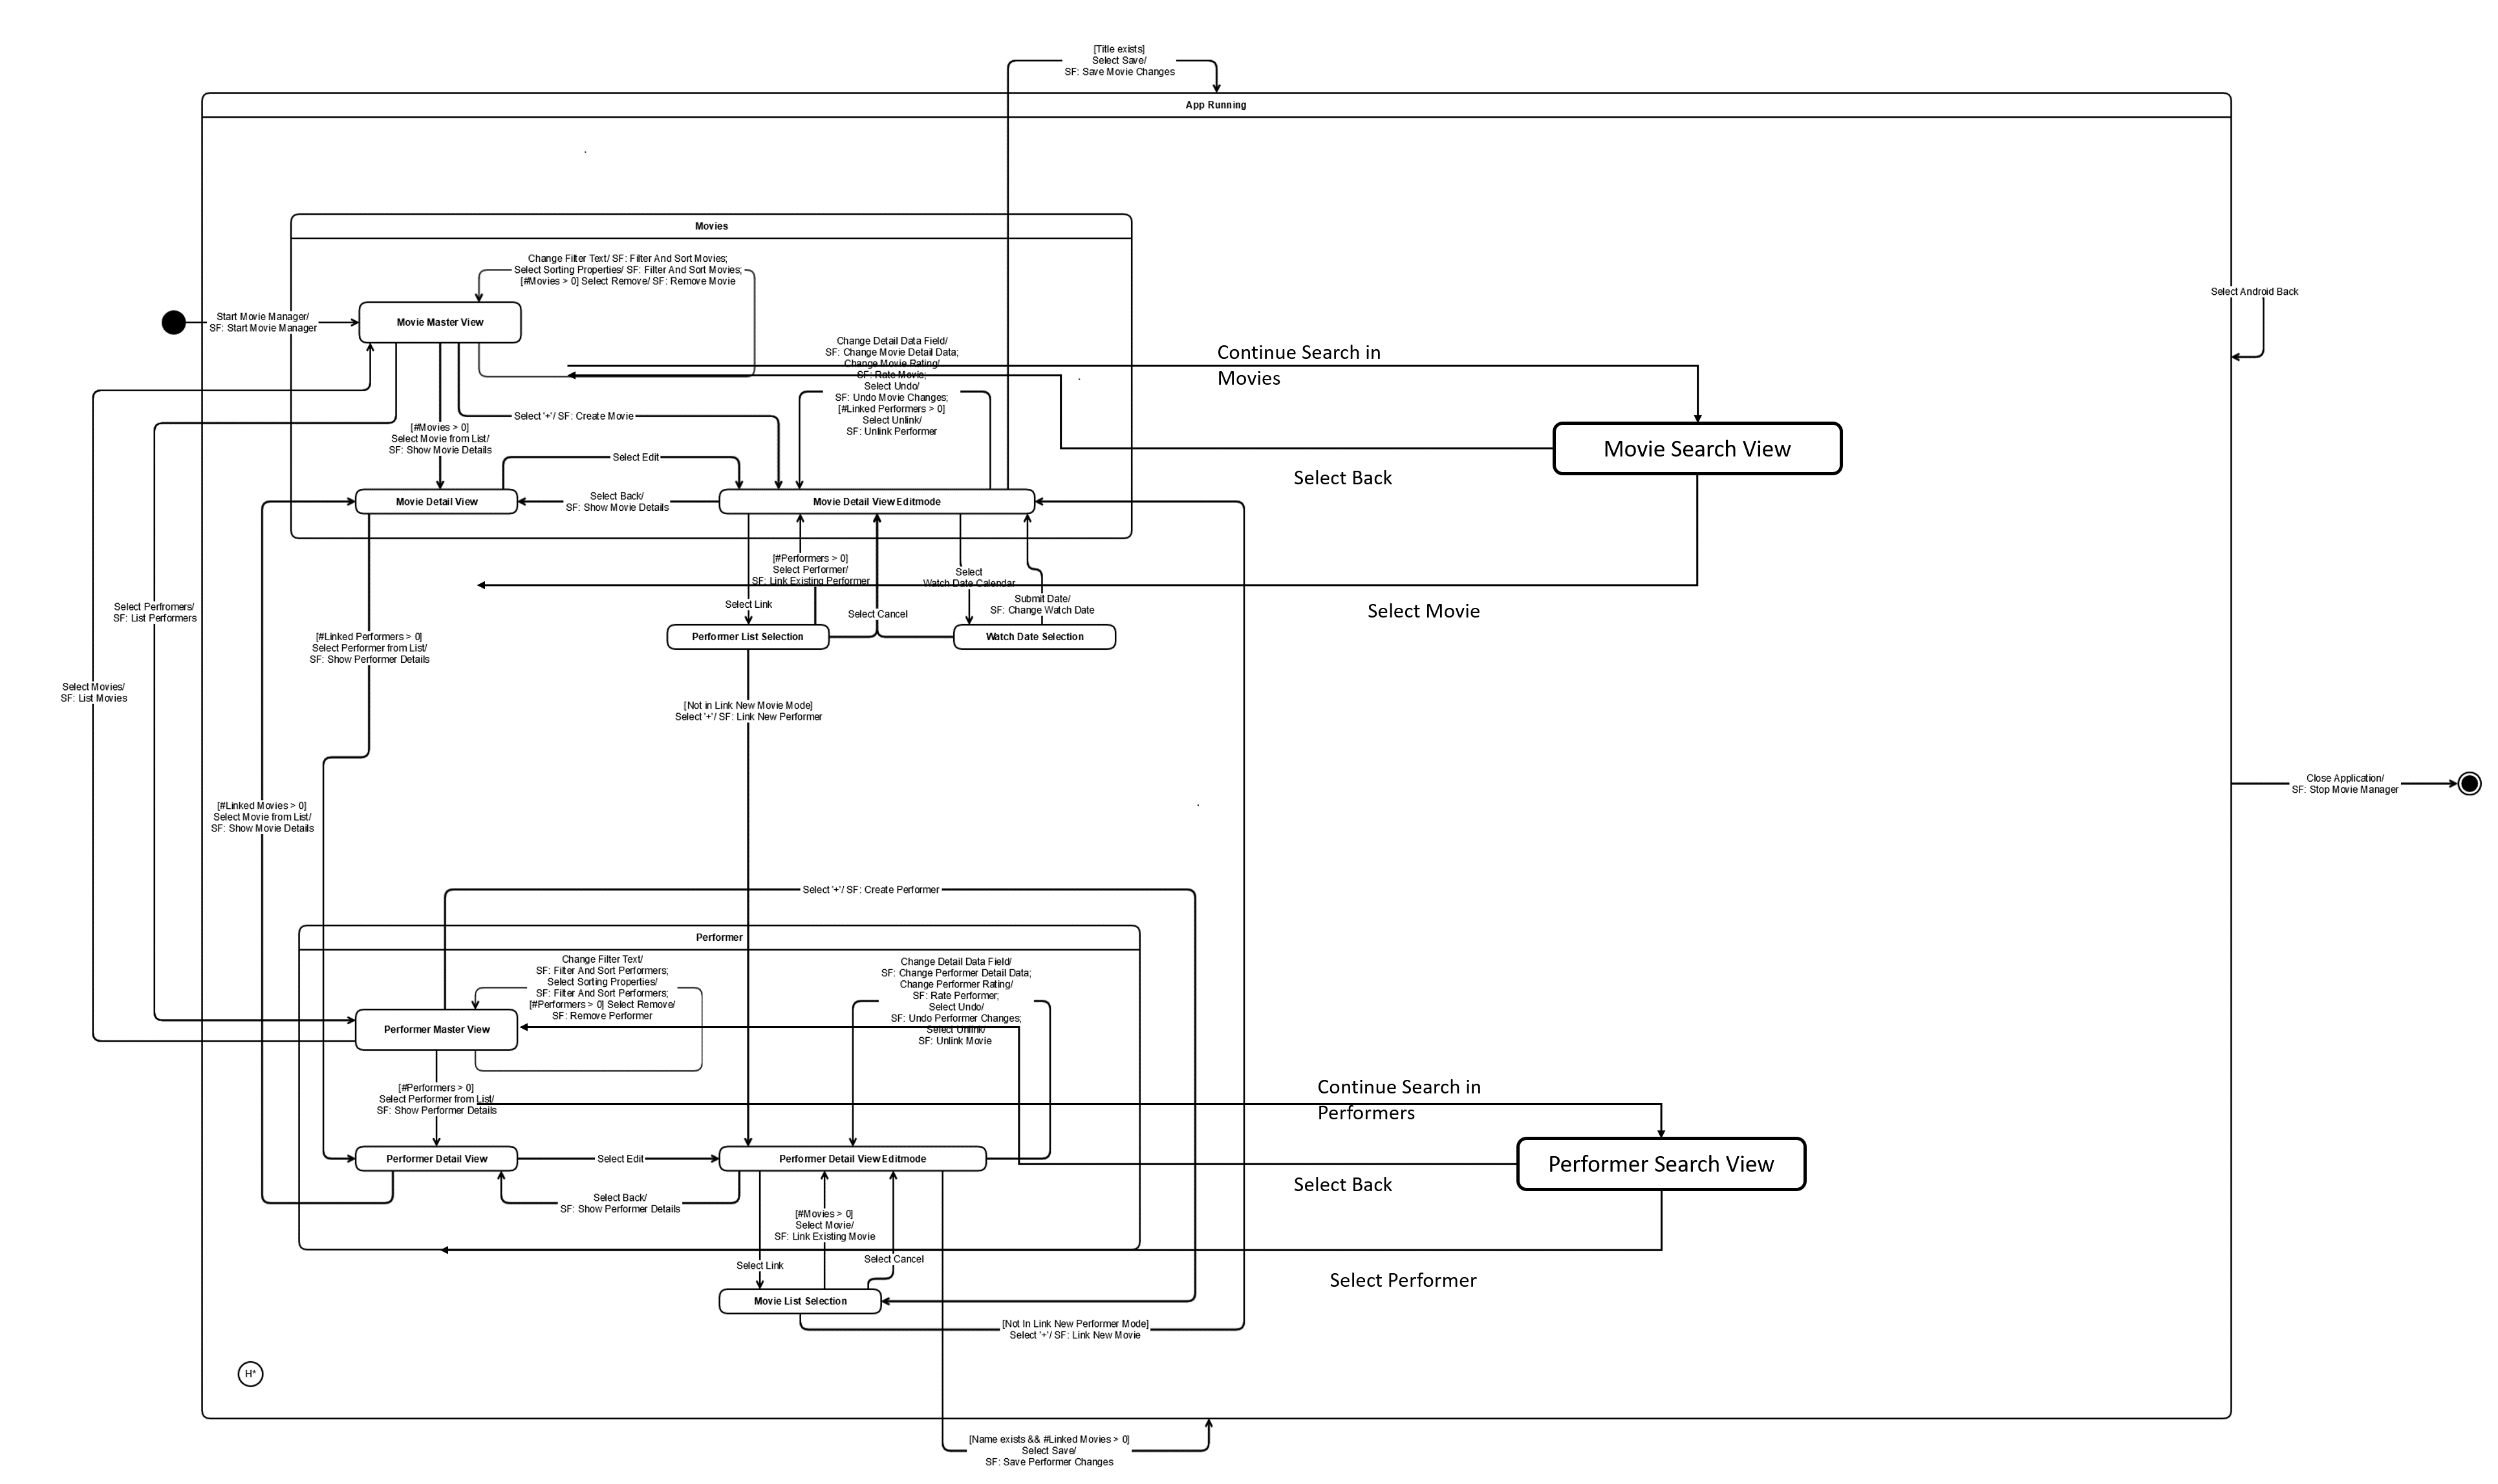 [Title exists]
Select Save/
SF: Save Movie Changes
App Running
Movies
Change Filter Text/ SF: Filter And Sort Movies;
Select Sorting Properties/ SF: Filter And Sort Movies;
[#Movies > 0] Select Remove/ SF: Remove Movie
Select Android Back
Start Movie Manager/
SF: Start Movie Manager
Movie Master View
Change Detail Data Field/
SF: Change Movie Detail Data;
Change Movie Rating/
SF: Rate Movie;
Select Undo/
SF: Undo Movie Changes;
[#Linked Performers > 0]
Select Unlink/
SF: Unlink Performer
Continue Search in
Movies
Select '+'/ SF: Create Movie
[#Movies > 0]
Select Movie from List/
SF: Show Movie Details
Movie Search View
Select Edit
Select Back
Movie Detail View
Select Back/
SF: Show Movie Details
Movie Detail View Editmode
[#Performers > 0]
Select Performer/
SF: Link Existing Performer
Select
Watch Date Calendar
Select Link
Select Cancel
Submit Date/
SF: Change Watch Date
Select Movie
Select Perfromers/
SF: List Performers
Performer List Selection
Watch Date Selection
[#Linked Performers > 0]
Select Performer from List/
SF: Show Performer Details
Select Movies/
SF: List Movies
[Not in Link New Movie Mode]
Select '+'/ SF: Link New Performer
Close Application/
SF: Stop Movie Manager
[#Linked Movies > 0]
Select Movie from List/
SF: Show Movie Details
Select '+'/ SF: Create Performer
Performer
Change Filter Text/
SF: Filter And Sort Performers;
Select Sorting Properties/
SF: Filter And Sort Performers;
[#Performers > 0] Select Remove/
SF: Remove Performer
Change Detail Data Field/
SF: Change Performer Detail Data;
Change Performer Rating/
SF: Rate Performer;
Select Undo/
SF: Undo Performer Changes;
Select Unlink/
SF: Unlink Movie
Performer Master View
[#Performers > 0]
Select Performer from List/
SF: Show Performer Details
Continue Search in
Performers
Performer Detail View
Select Edit
Performer Detail View Editmode
Performer Search View
Select Back
Select Back/
SF: Show Performer Details
[#Movies > 0]
Select Movie/
SF: Link Existing Movie
Select Link
Select Cancel
Select Performer
Movie List Selection
[Not In Link New Performer Mode]
Select '+'/ SF: Link New Movie
H*
[Name exists && #Linked Movies > 0]
Select Save/
SF: Save Performer Changes